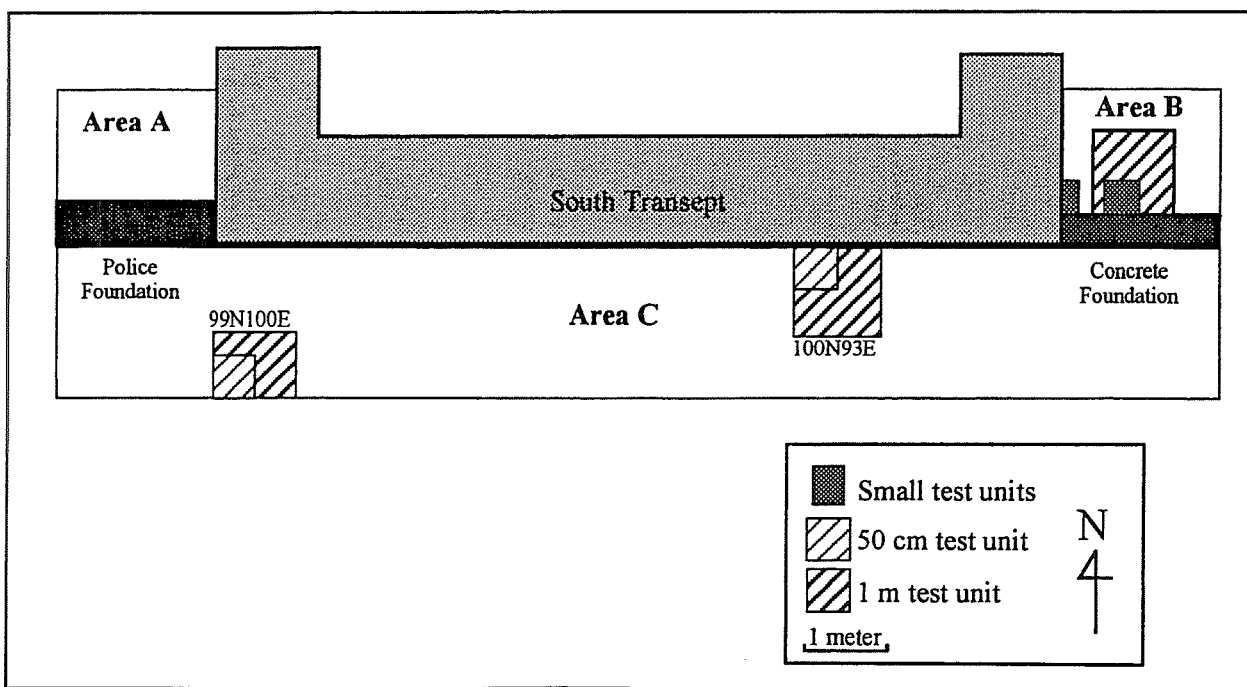 Area A
Area B
South Transept
Police
Foundation
Concrete
Foundation
Area C
99N100E
100N93E
Small test units
50 cm test unit
1 m test unit
N
1 meter